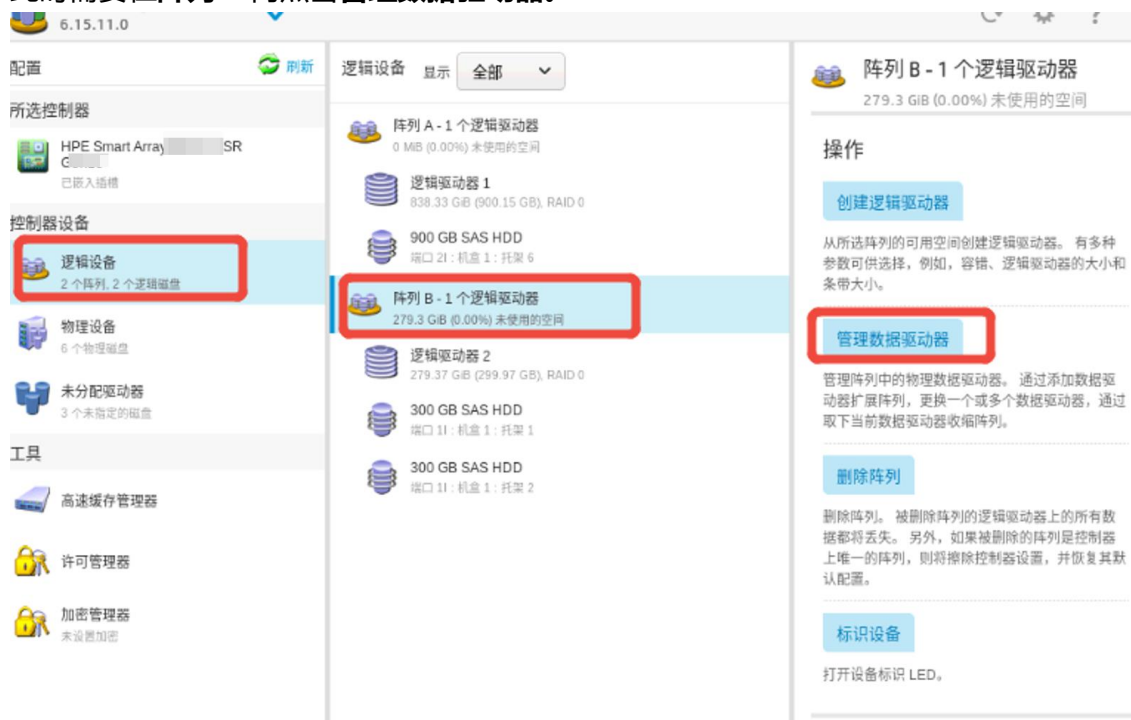 6.15.11.0
?
配置
刷新
所选控制器
HPE Smart Array SR
已嵌入插槽
控制器设备
逻辑设备
2 个阵列, 2 个逻辑磁盘
物理设备
6 个物理磁盘
未分配驱动器
3 个未指定的磁盘
工具
高速缓存管理器
许可管理器
加密管理器
未设置加密
逻辑设备 显示 全部
阵列 A - 1 个逻辑驱动器
0 MiB (0.00%) 未使用的空间
逻辑驱动器 1
838.33 GiB (900.15 GB), RAID 0
900 GB SAS HDD
端口 2I : 机盒 1 : 托架 6
阵列 B - 1 个逻辑驱动器
279.3 GiB (0.00%) 未使用的空间
逻辑驱动器 2
279.37 GiB (299.97 GB), RAID 0
300 GB SAS HDD
端口 1I : 机盒 1 : 托架 1
300 GB SAS HDD
端口 1I : 机盒 1 : 托架 2
阵列 B - 1 个逻辑驱动器
279.3 GiB (0.00%) 未使用的空间
操作
创建逻辑驱动器
从所选阵列的可用空间创建逻辑驱动器。 有多种
参数可供选择，例如，容错、逻辑驱动器的大小和
条带大小。
管理数据驱动器
管理阵列中的物理数据驱动器。 通过添加数据驱
动器扩展阵列，更换一个或多个数据驱动器，通过
取下当前数据驱动器收缩阵列。
删除阵列
删除阵列。 被删除阵列的逻辑驱动器上的所有数
据都将丢失。 另外，如果被删除的阵列是控制器
上唯一的阵列，则将擦除控制器设置，并恢复其默
认配置。
标识设备
打开设备标识 LED。